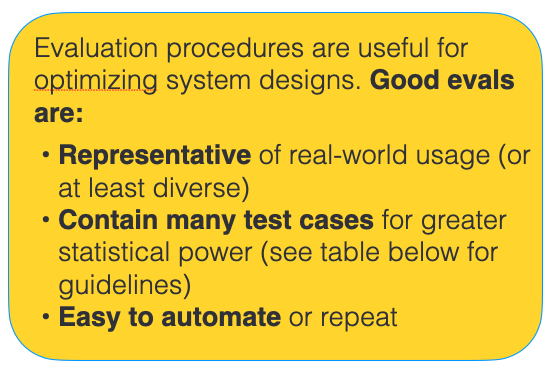 Evaluation procedures are useful for
optimizing system designs. Good evals
are:
• Representative of real-world usage (or
at least diverse)
• Contain many test cases for greater
statistical power (see table below for
guidelines)
• Easy to automate or repeat